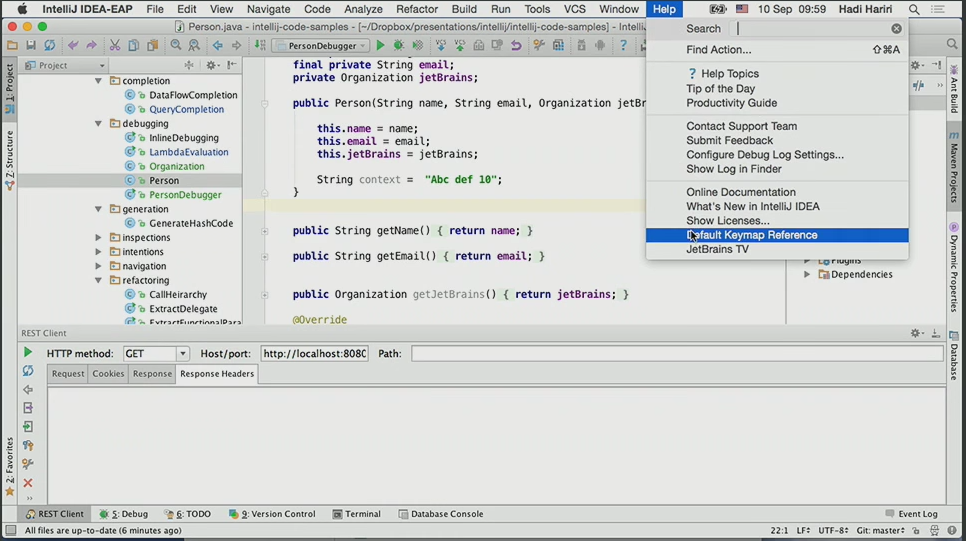 IntelliJ IDEA-EAP File Edit View Navigate Code Analyze Refactor Build Run Tools VCS Window Help 10 Sep 09:59 Hadi Hariri
Person.java - intellij-code-samples - [~/Dropbox/presentations/intellij/intellij-code-samples] - IntelliJ
PersonDebugger
Project
completion
DataFlowCompletion
QueryCompletion
debugging
InlineDebugging
LambdaEvaluation
Organization
Person
PersonDebugger
generation
GenerateHashCode
inspections
intentions
navigation
refactoring
CallHeirarchy
ExtractDelegate
ExtractFunctionalPara
1: Project
7: Structure
2: Favorites
final private String email;
private Organization jetBrains;
public Person(String name, String email, Organization jetBr
this.name = name;
this.email = email;
this.jetBrains = jetBrains;
String context = "Abc def 10";
}
public String getName() { return name; }
public String getEmail() { return email; }
public Organization getJetBrains() { return jetBrains; }
@Override
Search
Find Action... ⇧⌘A
? Help Topics
Tip of the Day
Productivity Guide
Contact Support Team
Submit Feedback
Configure Debug Log Settings...
Show Log in Finder
Online Documentation
What's New in IntelliJ IDEA
Show Licenses...
Default Keymap Reference
JetBrains TV
Plugins
Dependencies
Ant Build
Maven Projects
Dynamic Properties
Database
REST Client
HTTP method: GET Host/port: http://localhost:8080 Path:
Request Cookies Response Response Headers
REST Client 5: Debug 6: TODO 9: Version Control Terminal Database Console Event Log
All files are up-to-date (6 minutes ago) 22:1 LF UTF-8 Git: master